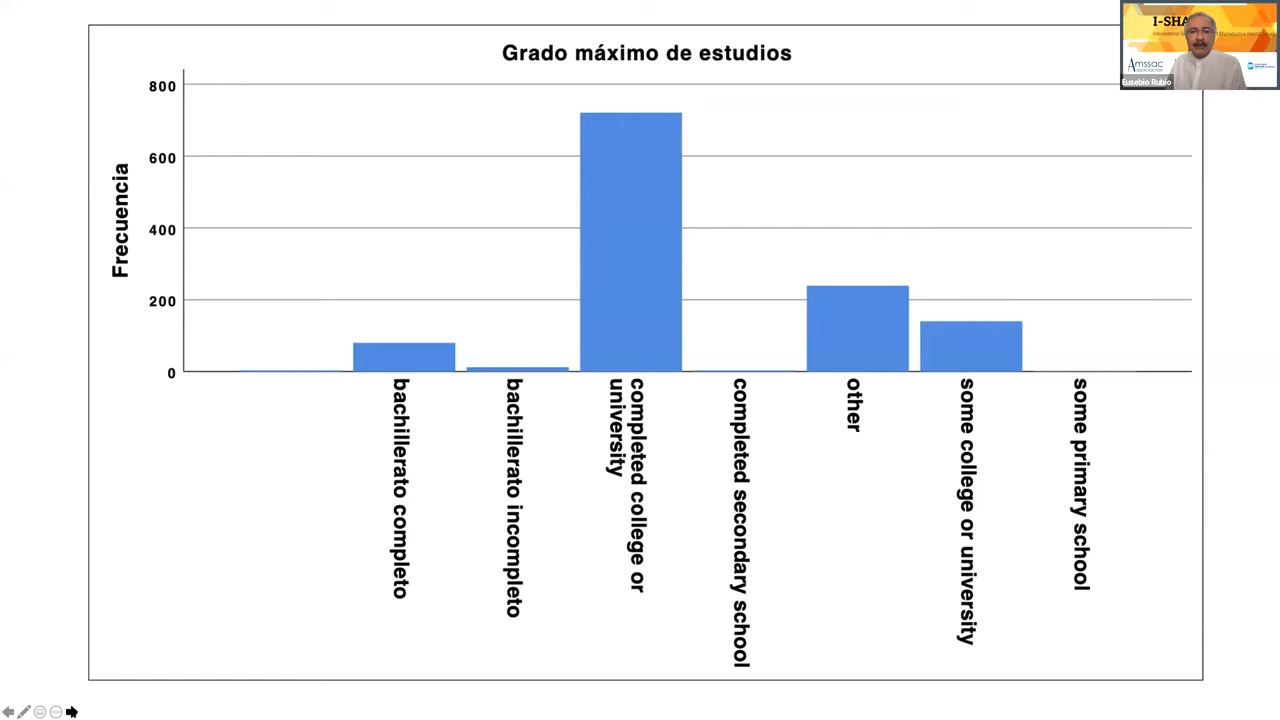 Grado máximo de estudios
Frecuencia
800
600
400
200
0
bachillerato completo
bachillerato incompleto
completed college or
university
completed secondary school
other
some college or university
some primary school
I-SHA
Amssac
asociación
Eusebio Rubio